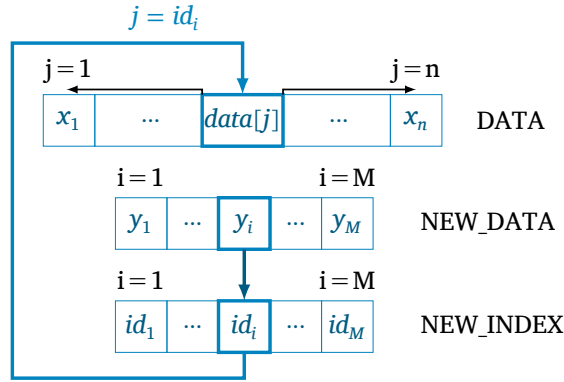 j = id_i
j = 1 j = n
x_1 ... data[j] ... x_n DATA
i = 1 i = M
y_1 ... y_i ... y_M NEW_DATA
i = 1 i = M
id_1 ... id_i ... id_M NEW_INDEX